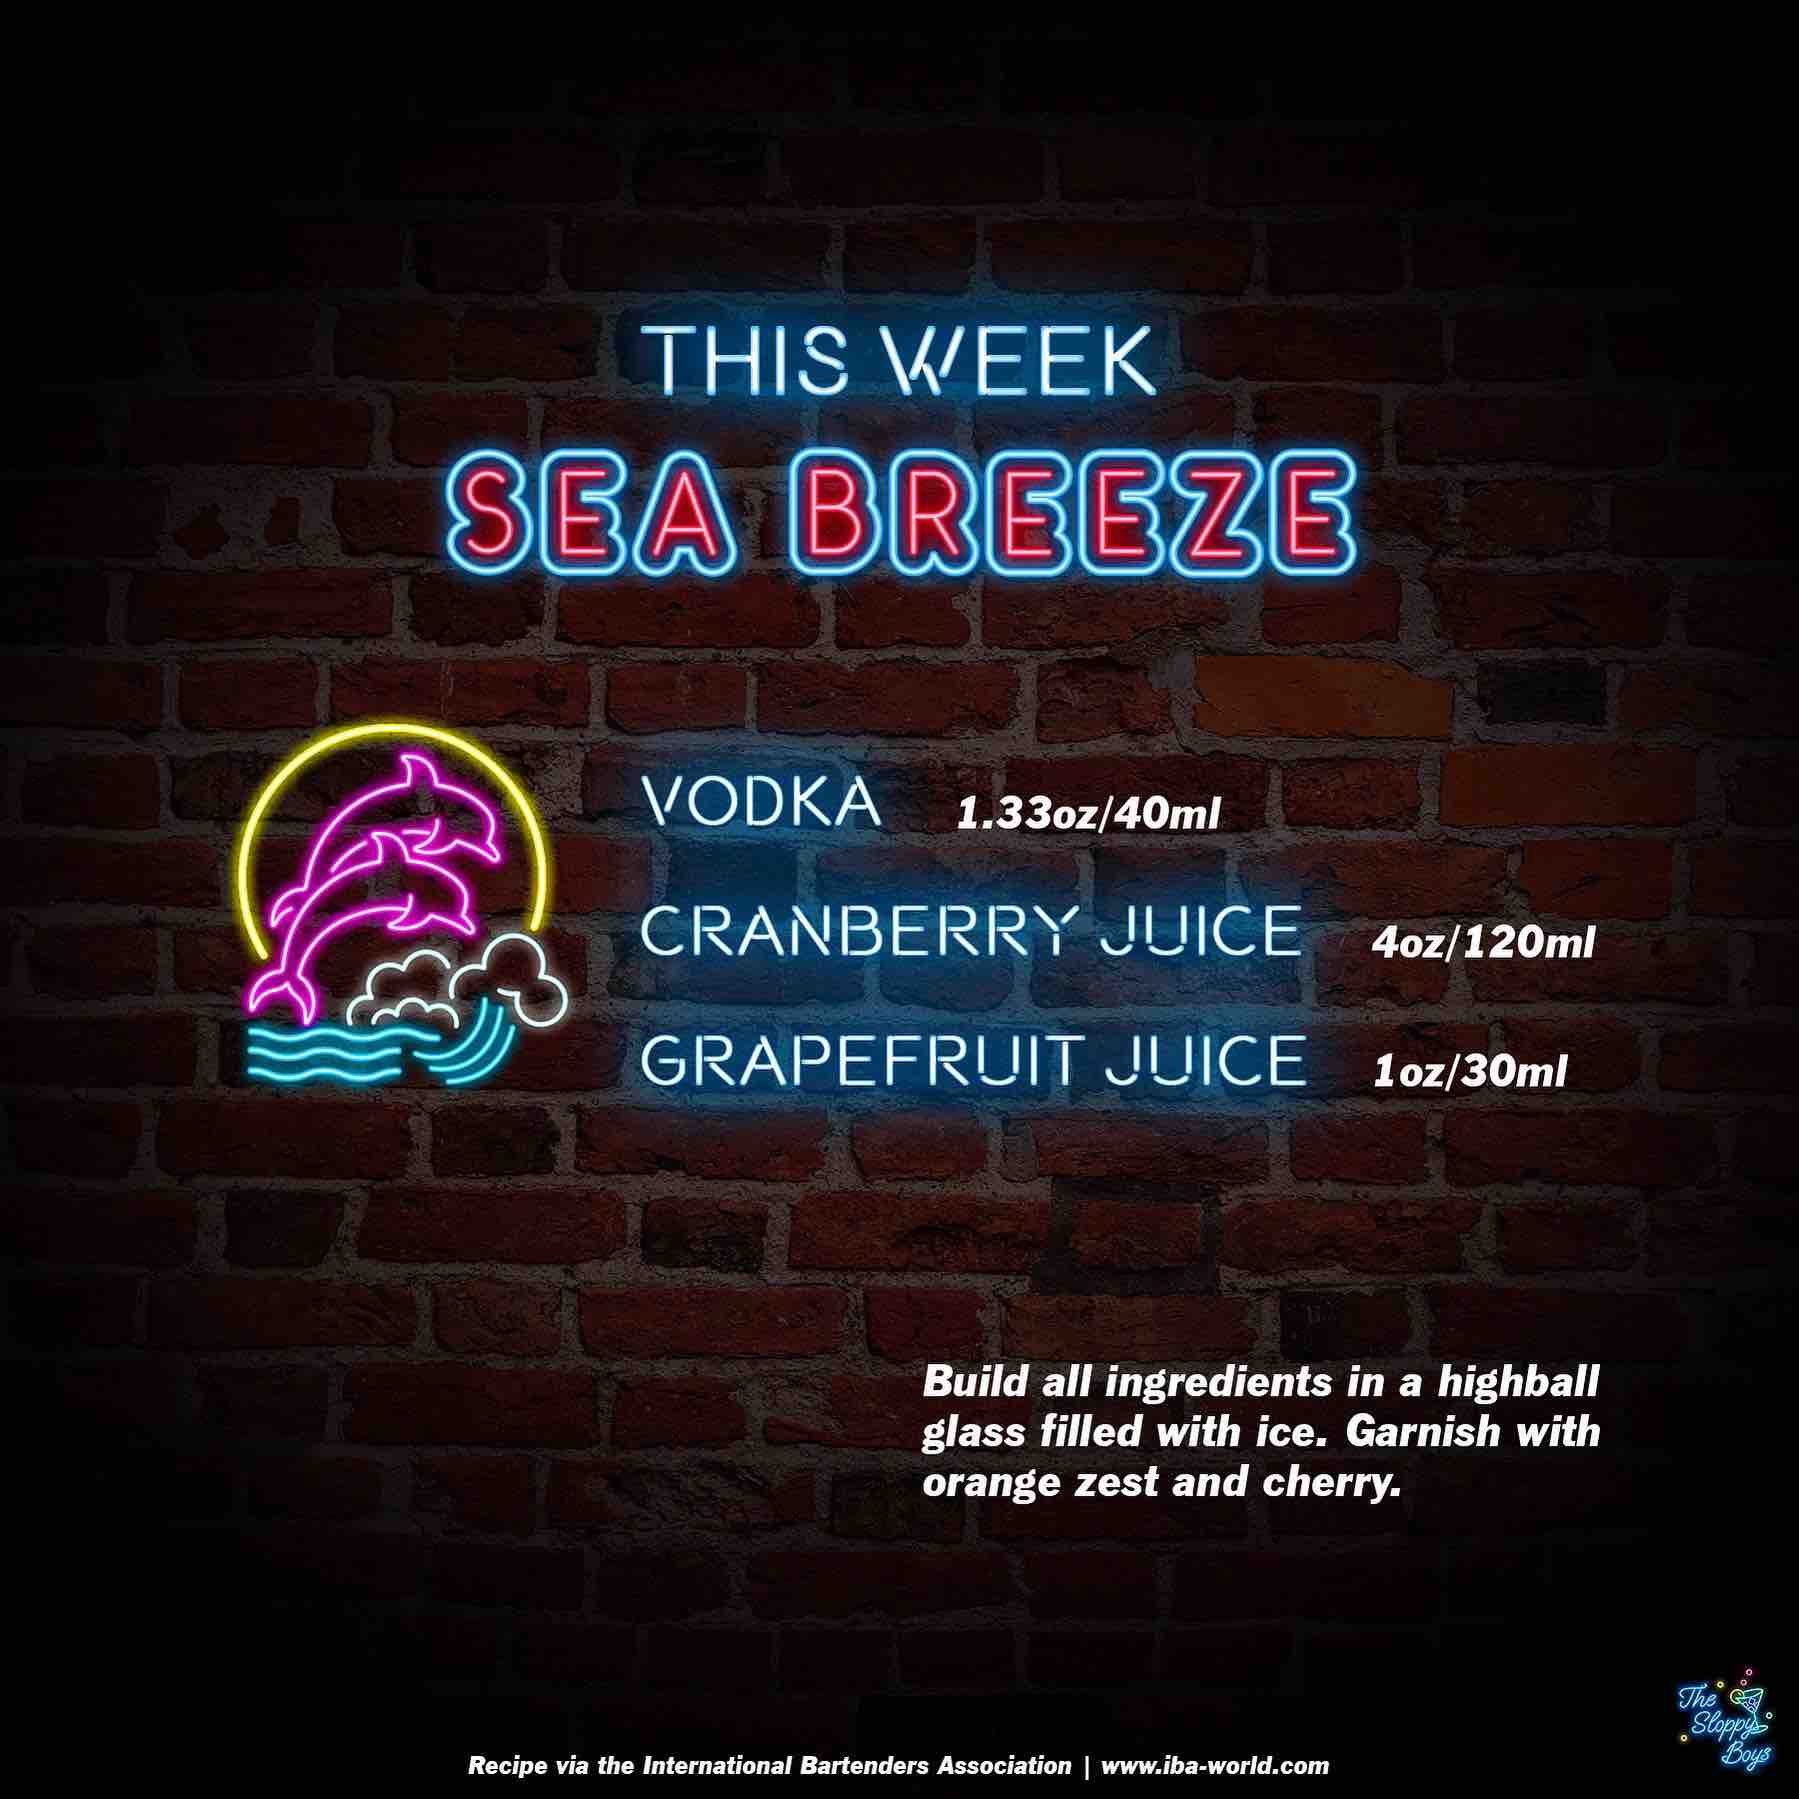 THIS WEEK
SEA BREEZE
VODKA 1.33oz/40ml
CRANBERRY JUICE 4oz/120ml
GRAPEFRUIT JUICE 1oz/30ml
Build all ingredients in a highball
glass filled with ice. Garnish with
orange zest and cherry.
The
Sloppy
Boys
Recipe via the International Bartenders Association | www.iba-world.com